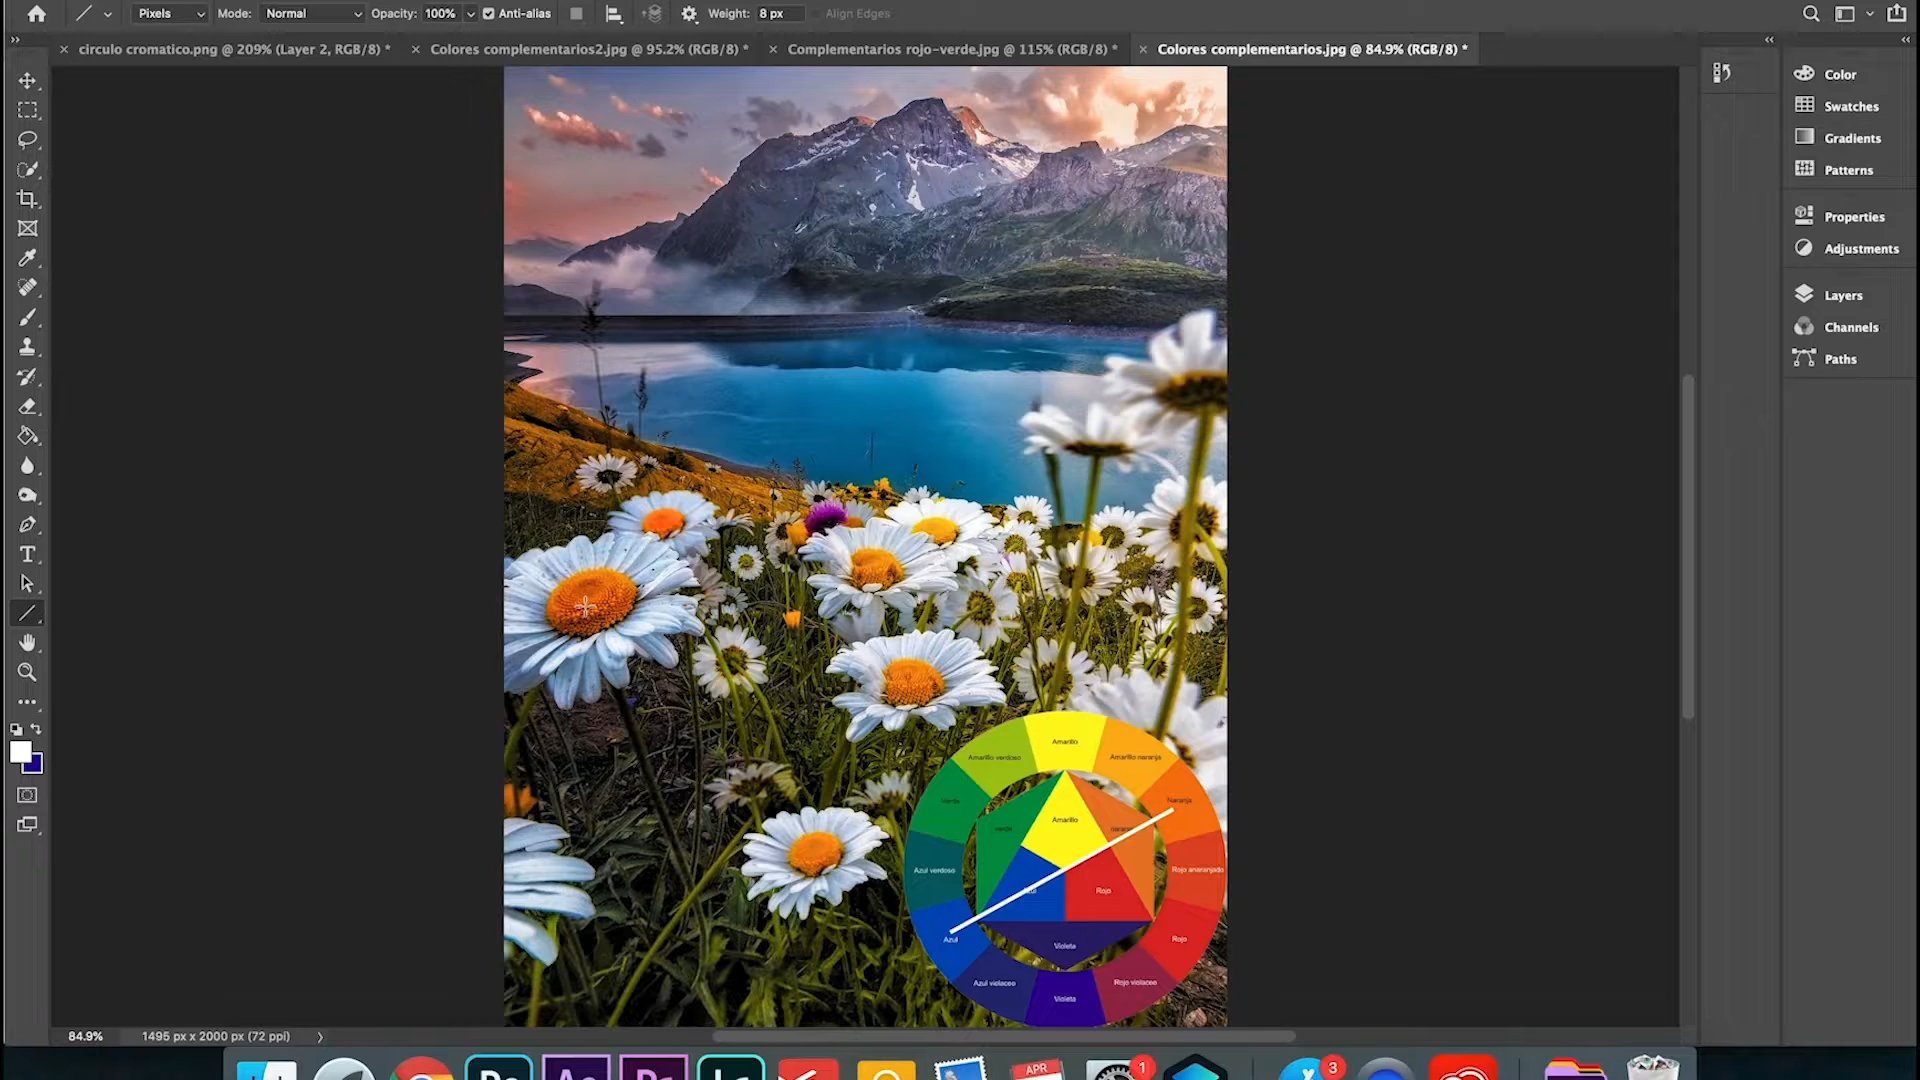 Pixels Mode: Normal Opacity: 100% Anti-alias Weight: 8 px Align Edges
circulo cromatico.png @ 209% (Layer 2, RGB/8) * Colores complementarios2.jpg @ 95.2% (RGB/8) * Complementarios rojo-verde.jpg @ 115% (RGB/8) * Colores complementarios.jpg @ 84.9% (RGB/8) *
Color
Swatches
Gradients
Patterns
Properties
Adjustments
Layers
Channels
Paths
Amarillo
Amarillo verdoso Amarillo naranja
Verde Naranja
Amarillo
verde
Azul verdoso Rojo anaranjado
Rojo
Azul Rojo
Violeta
Azul violaceo Rojo violaceo
Violeta
84.9% 1495 px x 2000 px (72 ppi)
APR
1
3